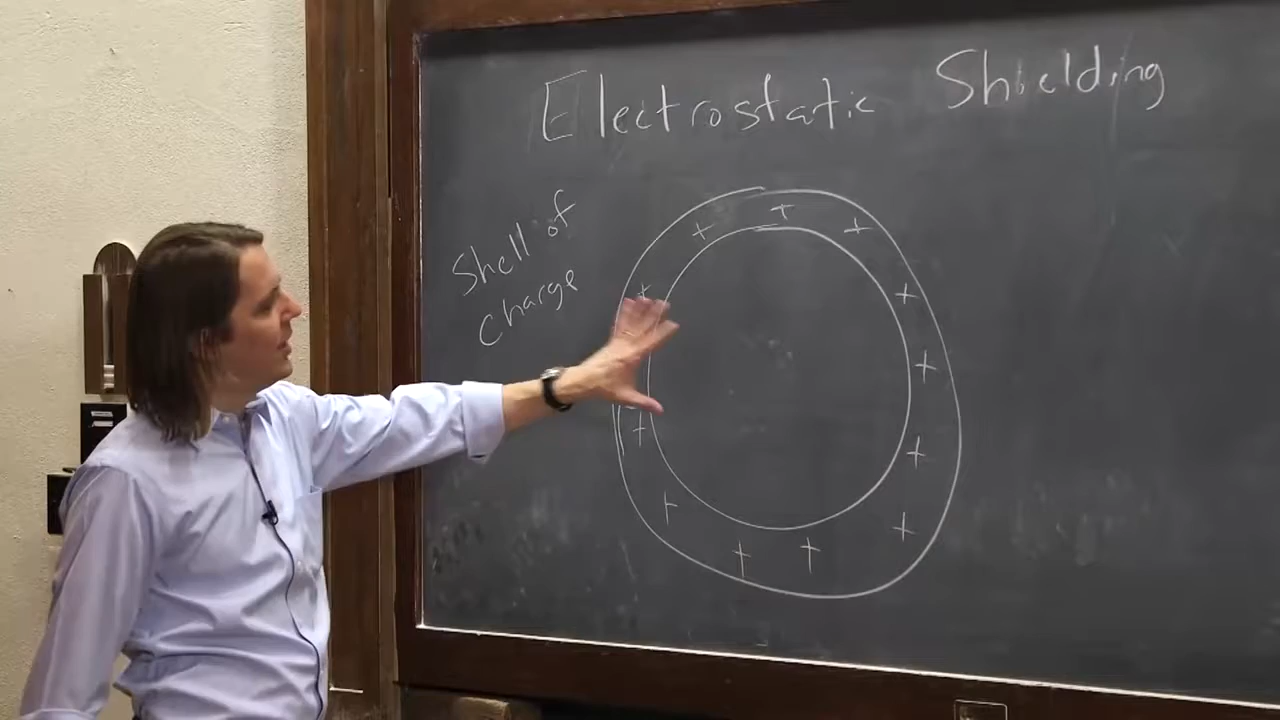 Electrostatic Shielding
Shell of
charge
+ + +
+ +
+
+ +
+ +
+ +